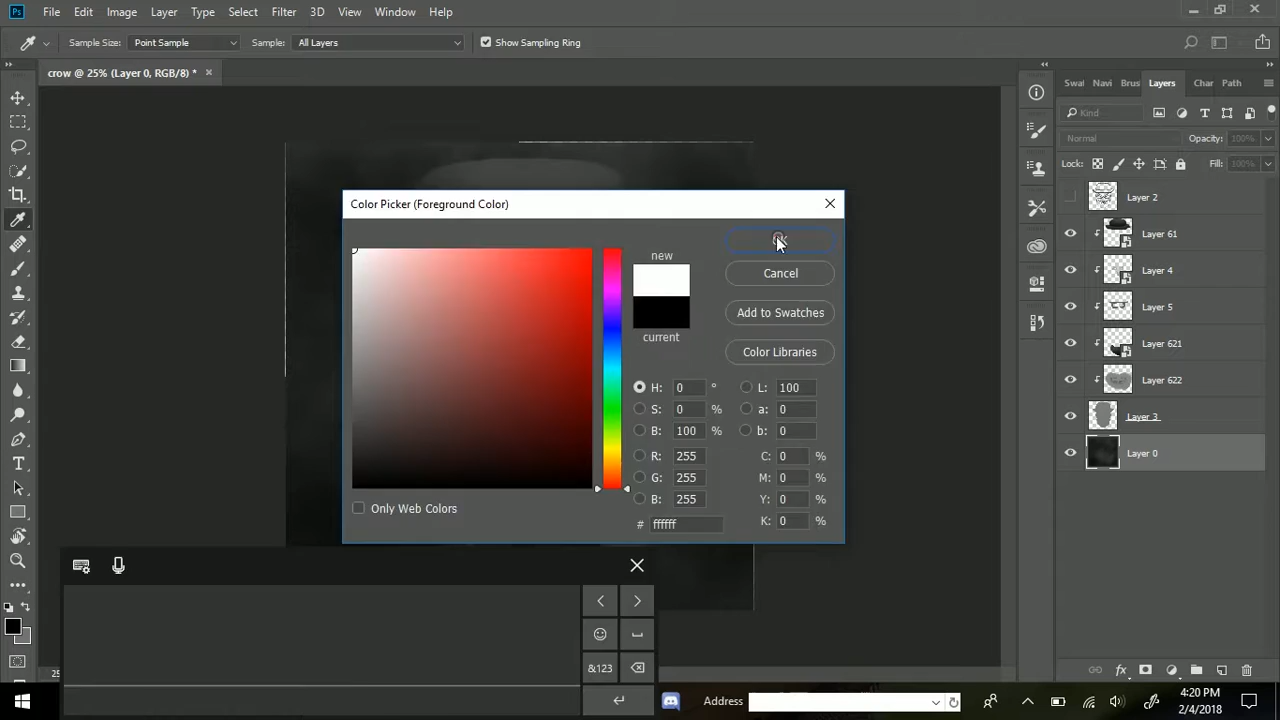 Ps File Edit Image Layer Type Select Filter 3D View Window Help
Sample Size: Point Sample Sample: All Layers Show Sampling Ring
crow @ 25% (Layer 0, RGB/8) *
Swat Navi Brus Layers Char Path
Kind
Normal Opacity: 100%
Lock: Fill: 100%
Layer 2
Layer 61
Layer 4
Layer 5
Layer 621
Layer 622
Layer 3
Layer 0
Color Picker (Foreground Color)
new
current
Cancel
Add to Swatches
Color Libraries
H: 0 ° L: 100
S: 0 % a: 0
B: 100 % b: 0
R: 255 C: 0 %
G: 255 M: 0 %
B: 255 Y: 0 %
# ffffff K: 0 %
Only Web Colors
&123
25
Address
4:20 PM
2/4/2018